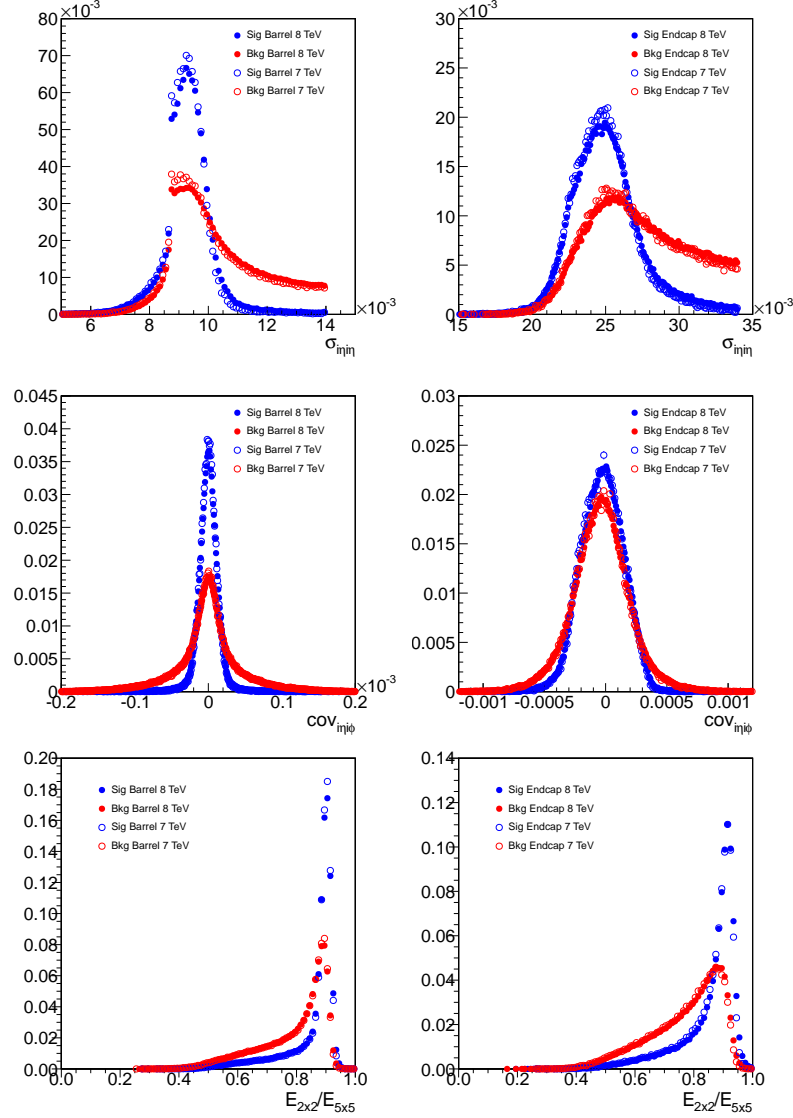 ×10⁻³
80
70
60
50
40
30
20
10
0
6 8 10 12 14
×10⁻³
σiηiη
Sig Barrel 8 TeV
Bkg Barrel 8 TeV
Sig Barrel 7 TeV
Bkg Barrel 7 TeV
×10⁻³
30
25
20
15
10
5
0
15 20 25 30 35
×10⁻³
σiηiη
Sig Endcap 8 TeV
Bkg Endcap 8 TeV
Sig Endcap 7 TeV
Bkg Endcap 7 TeV
0.045
0.04
0.035
0.03
0.025
0.02
0.015
0.01
0.005
0
-0.2 -0.1 0 0.1 0.2
×10⁻³
coviηiϕ
Sig Barrel 8 TeV
Bkg Barrel 8 TeV
Sig Barrel 7 TeV
Bkg Barrel 7 TeV
0.03
0.025
0.02
0.015
0.01
0.005
0
-0.001 -0.0005 0 0.0005 0.001
coviηiϕ
Sig Endcap 8 TeV
Bkg Endcap 8 TeV
Sig Endcap 7 TeV
Bkg Endcap 7 TeV
0.20
0.18
0.16
0.14
0.12
0.10
0.08
0.06
0.04
0.02
0.00
0.0 0.2 0.4 0.6 0.8 1.0
E2x2/E5x5
Sig Barrel 8 TeV
Bkg Barrel 8 TeV
Sig Barrel 7 TeV
Bkg Barrel 7 TeV
0.14
0.12
0.10
0.08
0.06
0.04
0.02
0.00
0.0 0.2 0.4 0.6 0.8 1.0
E2x2/E5x5
Sig Endcap 8 TeV
Bkg Endcap 8 TeV
Sig Endcap 7 TeV
Bkg Endcap 7 TeV